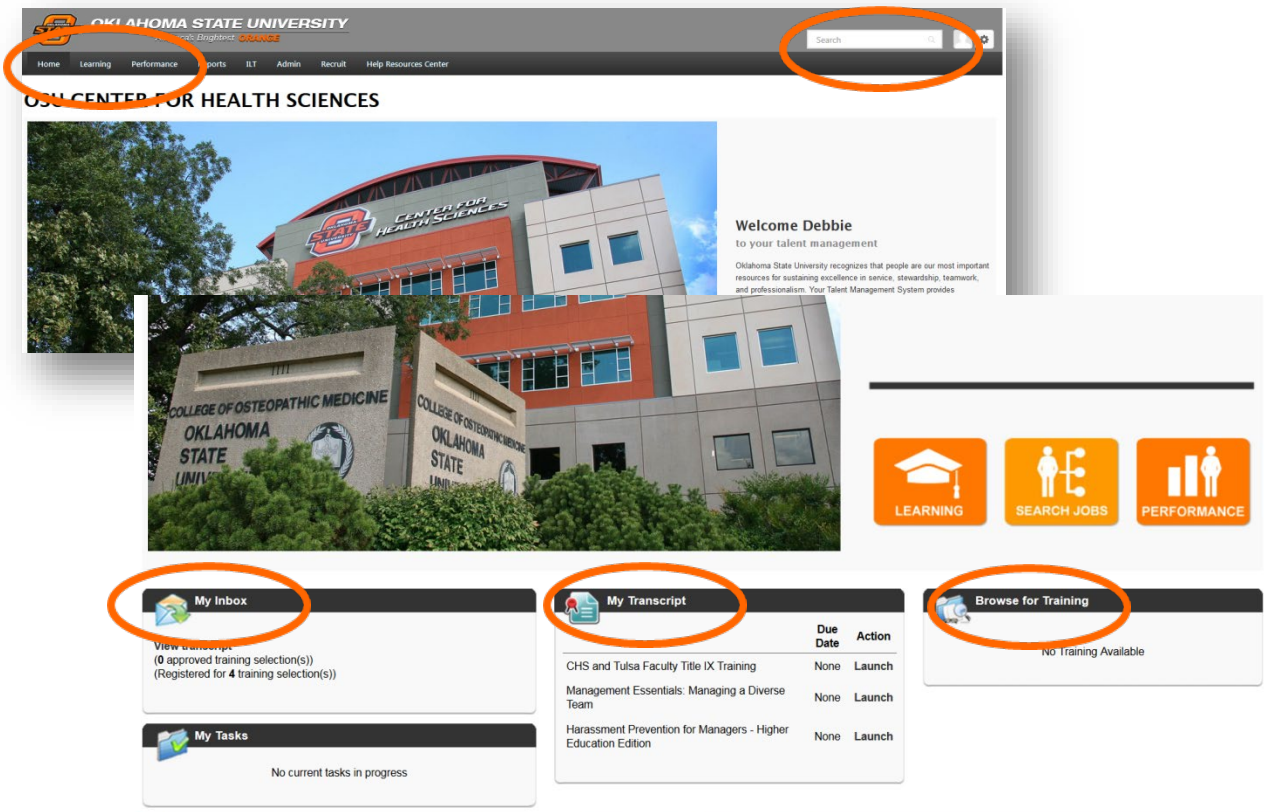 OKLAHOMA STATE UNIVERSITY
Brightest ORANGE
STATE
Search
Home Learning Performance Reports ILT Admin Recruit Help Resources Center
OSU CENTER FOR HEALTH SCIENCES
CENTER FOR
HEALTH SCIENCES
STATE
Welcome Debbie
to your talent management
Oklahoma State University recognizes that people are our most important
resources for sustaining excellence in service, stewardship, teamwork,
and professionalism. Your Talent Management System provides
1111
COLLEGE OF OSTEOPATHIC MEDICINE
OKLAHOMA
STATE
COLLEGE OF OSTEOPATHIC MEDICINE
OKLAHOMA
STATE
LEARNING
SEARCH JOBS
PERFORMANCE
My Inbox
View transcript
(0 approved training selection(s))
(Registered for 4 training selection(s))
My Tasks
No current tasks in progress
My Transcript
Due
Date
Action
CHS and Tulsa Faculty Title IX Training None Launch
Management Essentials: Managing a Diverse
Team
None Launch
Harassment Prevention for Managers - Higher
Education Edition
None Launch
Browse for Training
No Training Available